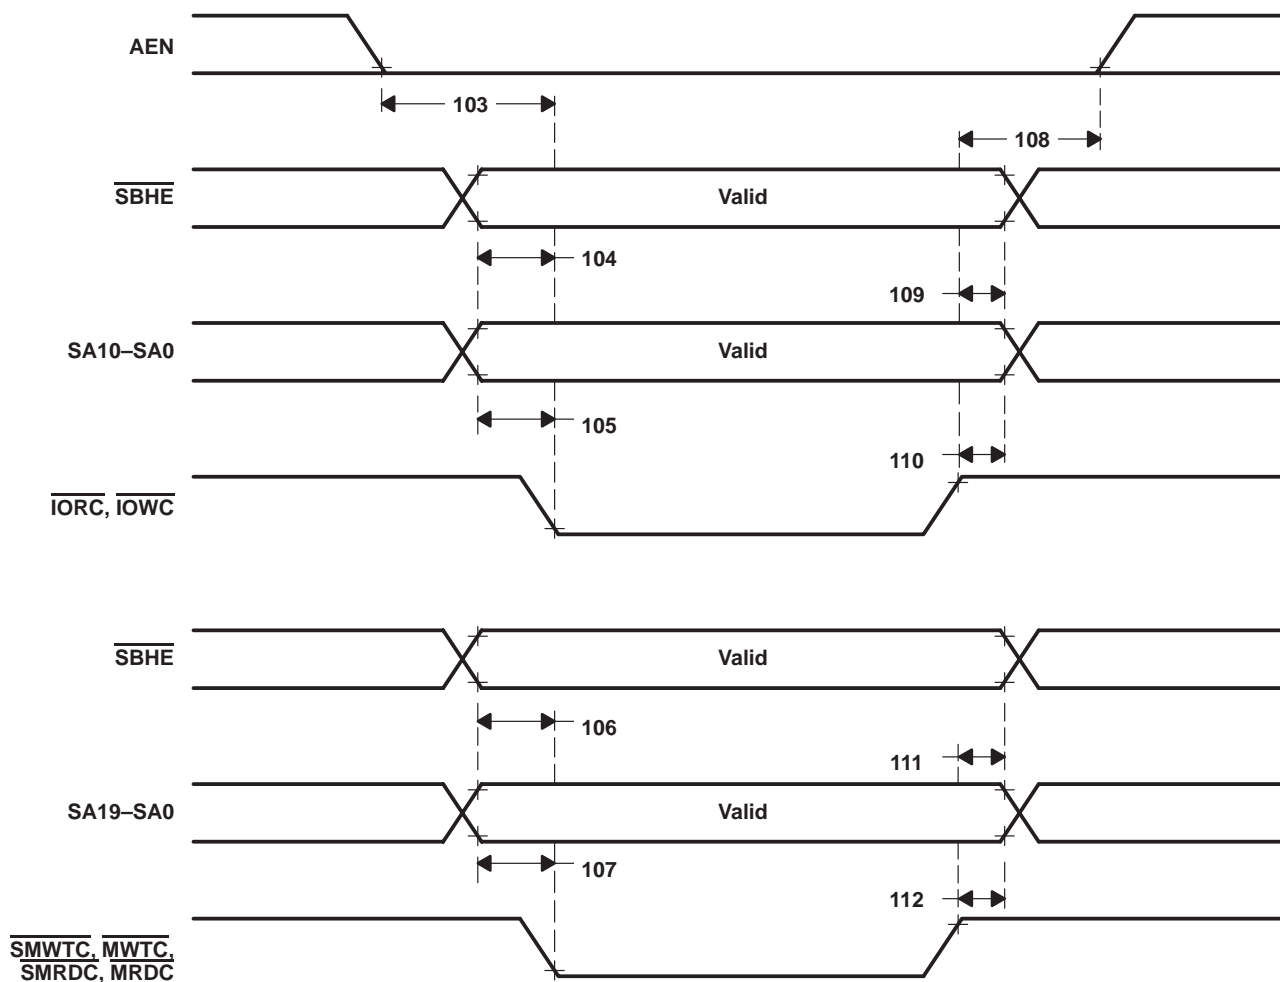 AEN
103
108
SBHE
Valid
104
109
SA10–SA0
Valid
105
110
IORC, IOWC
SBHE
Valid
106
111
SA19–SA0
Valid
107
112
SMWTC, MWTC,
SMRDC, MRDC